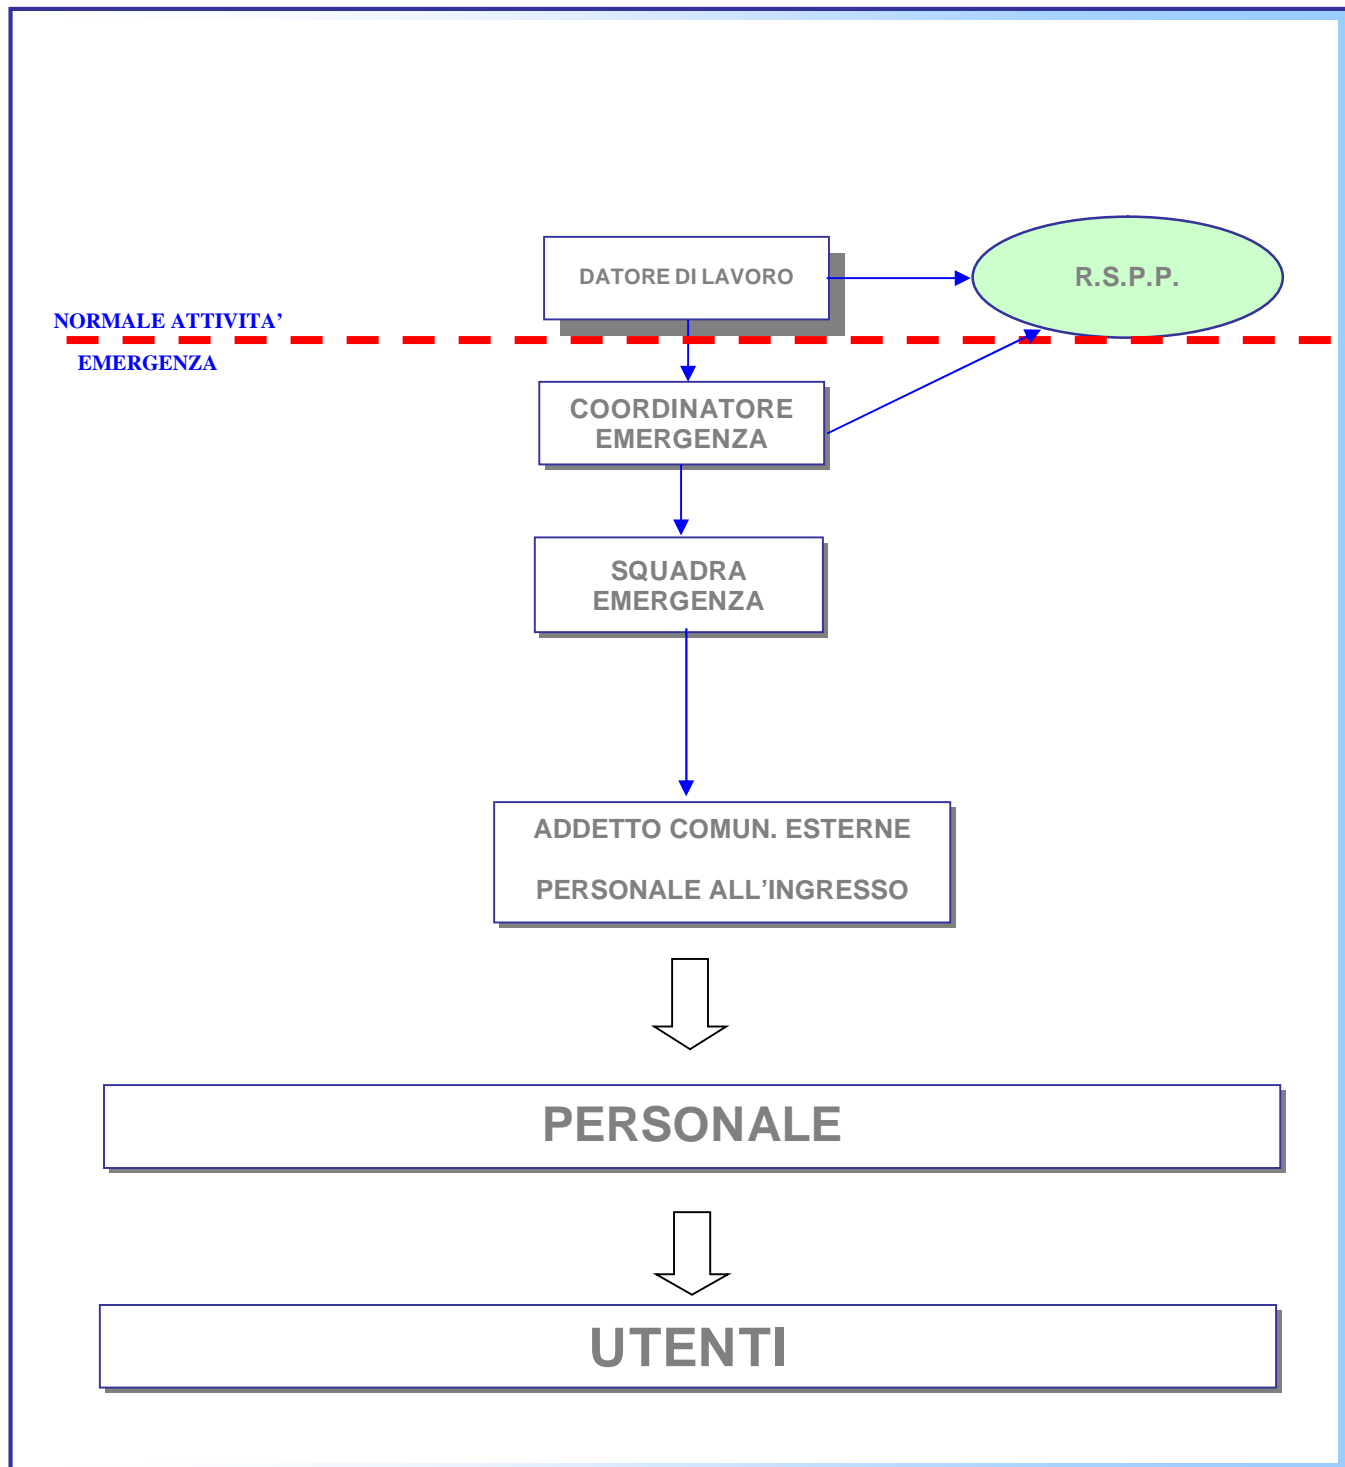 DATORE DI LAVORO
R.S.P.P.
NORMALE ATTIVITA’
EMERGENZA
COORDINATORE
EMERGENZA
SQUADRA
EMERGENZA
ADDETTO COMUN. ESTERNE
PERSONALE ALL’INGRESSO
PERSONALE
UTENTI